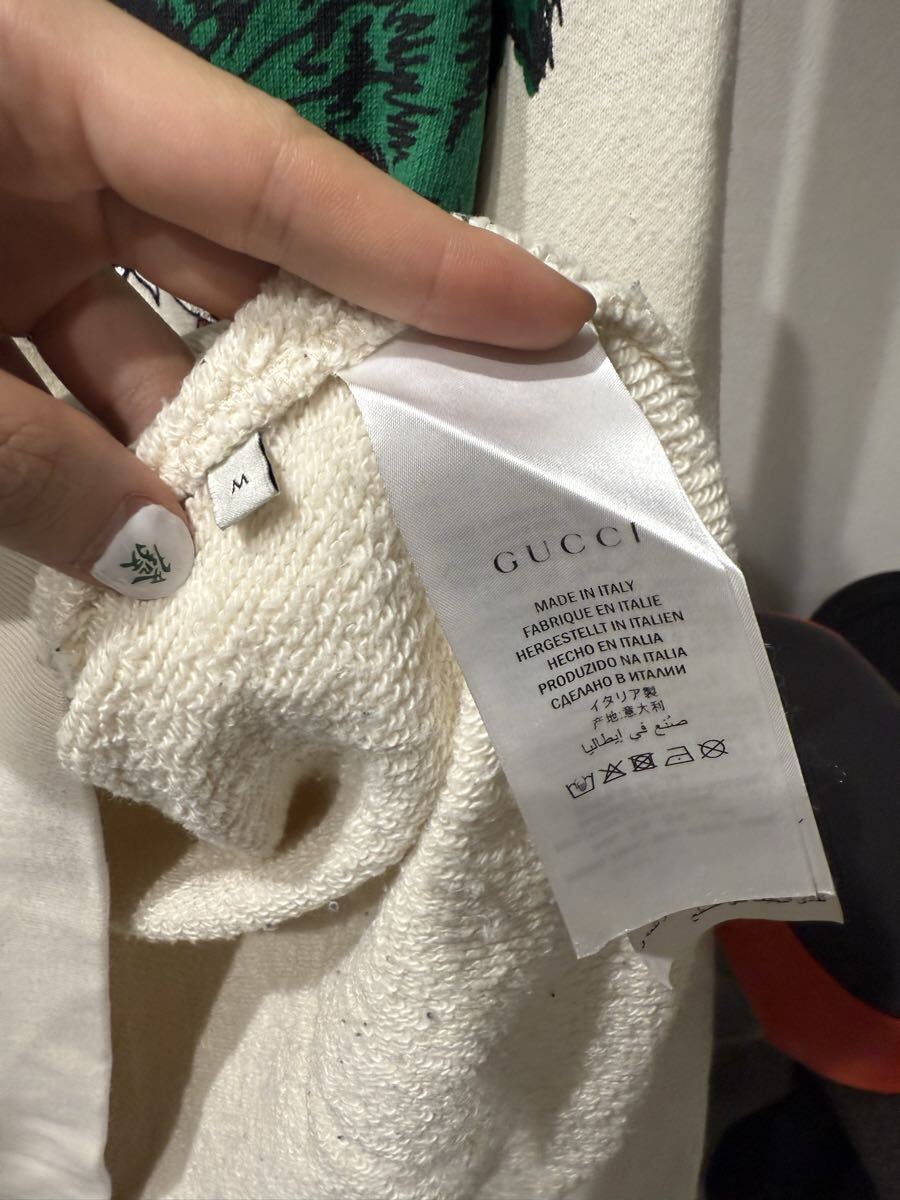 M
GUCCI
MADE IN ITALY
FABRIQUE EN ITALIE
HERGESTELLT IN ITALIEN
HECHO EN ITALIA
PRODUZIDO NA ITALIA
СДЕЛАНО В ИТАЛИИ
イタリア製
产地:意大利
صُنع في إيطاليا